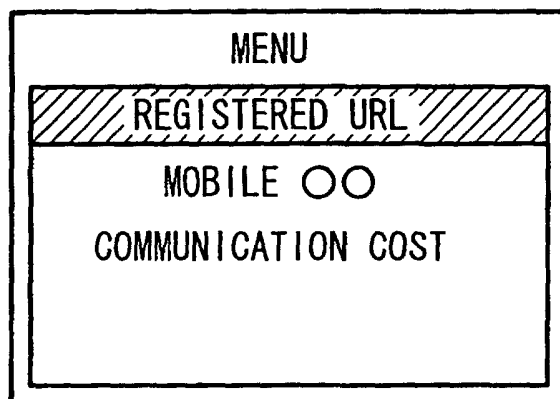 MENU
REGISTERED URL
MOBILE ○○
COMMUNICATION COST